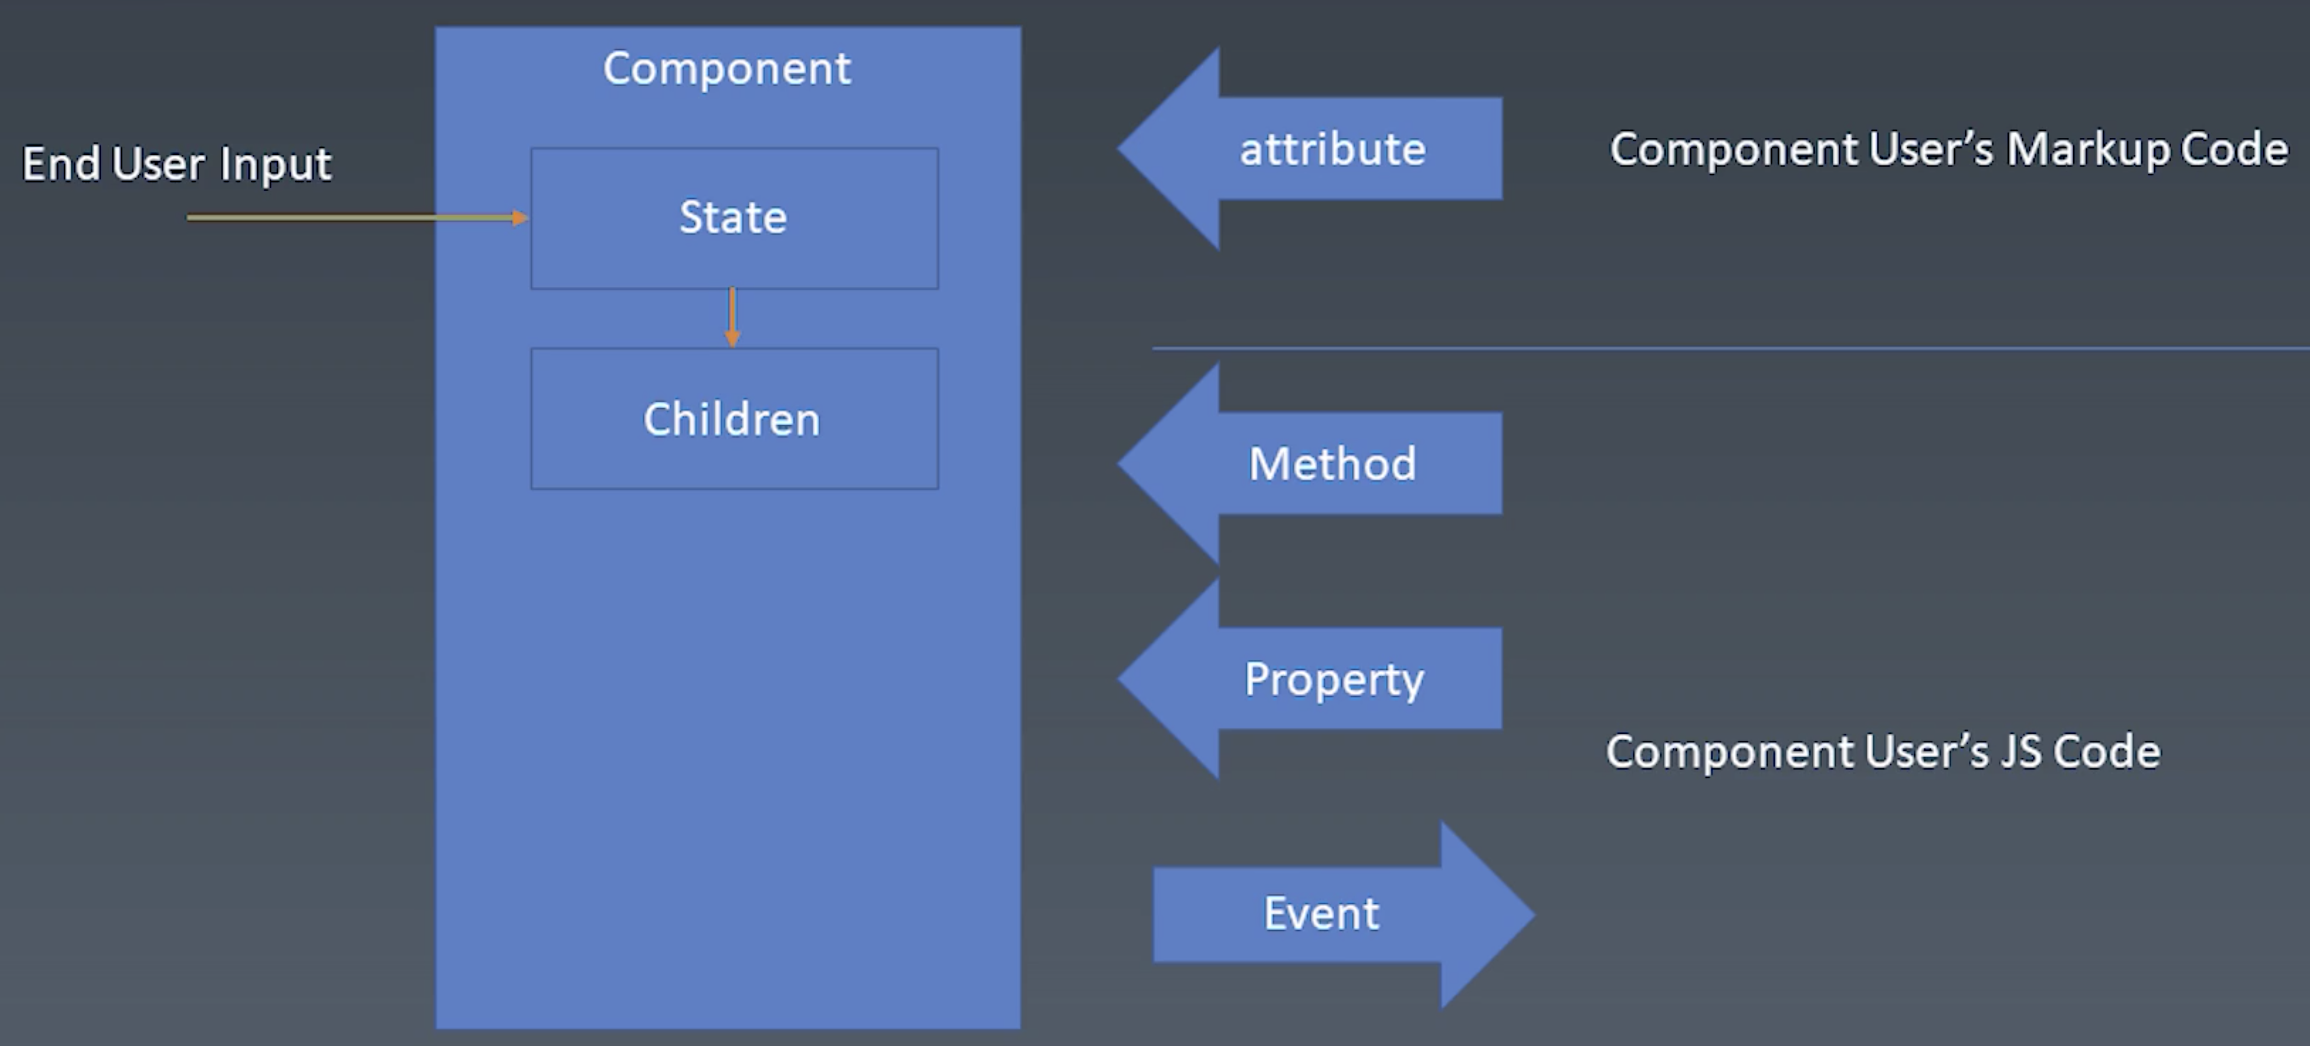 Component
End User Input
State
Children
attribute
Component User’s Markup Code
Method
Property
Component User’s JS Code
Event